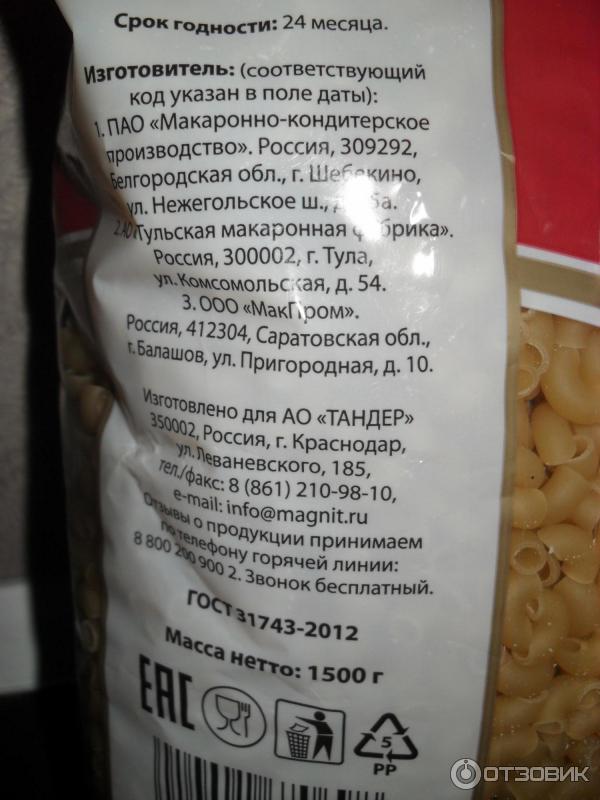 Срок годности: 24 месяца.
Изготовитель: (соответствующий
код указан в поле даты):
1. ПАО «Макаронно-кондитерское
производство». Россия, 309292,
Белгородская обл., г. Шебекино,
ул. Нежегольское ш.,
2. АО «Тульская макаронная фабрика».
Россия, 300002, г. Тула,
ул. Комсомольская, д. 54.
3. ООО «МакПром».
Россия, 412304, Саратовская обл.,
г. Балашов, ул. Пригородная, д. 10.
Изготовлено для АО «ТАНДЕР»
350002, Россия, г. Краснодар,
ул. Леваневского, 185,
тел./факс: 8 (861) 210-98-10,
e-mail: info@magnit.ru
Отзывы о продукции принимаем
по телефону горячей линии:
8 800 200 900 2. Звонок бесплатный.
ГОСТ 31743-2012
Масса нетто: 1500 г
EAC
5
PP
ОТЗОВИК